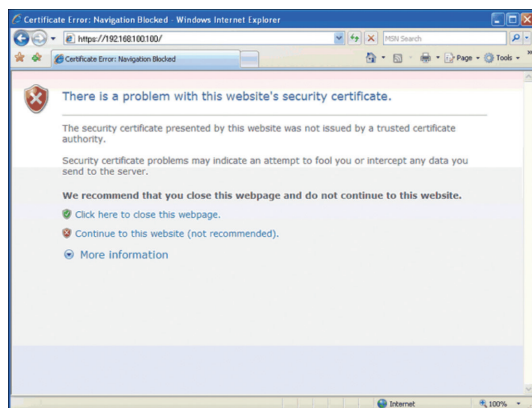 Certificate Error: Navigation Blocked - Windows Internet Explorer
https://192.168.100.100/
MSN Search
Certificate Error: Navigation Blocked
Page
Tools
There is a problem with this website's security certificate.
The security certificate presented by this website was not issued by a trusted certificate
authority.
Security certificate problems may indicate an attempt to fool you or intercept any data you
send to the server.
We recommend that you close this webpage and do not continue to this website.
Click here to close this webpage.
Continue to this website (not recommended).
More information
Internet
100%